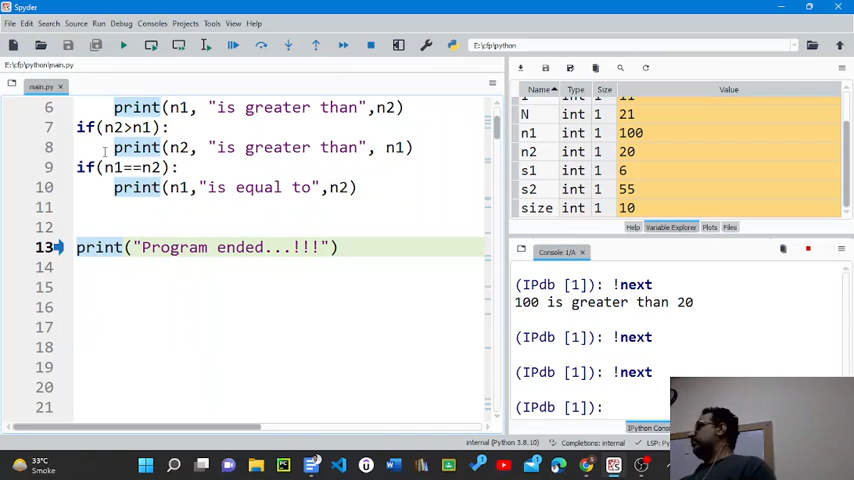 Spyder
File Edit Search Source Run Debug Consoles Projects Tools View Help
E:\cfp\python
E:\cfp\python\main.py
main.py
6 print(n1, "is greater than",n2)
7 if(n2>n1):
8 print(n2, "is greater than", n1)
9 if(n1==n2):
10 print(n1,"is equal to",n2)
11
12
13 print("Program ended...!!!")
14
15
16
17
18
19
20
21
Name Type Size Value
N int 1 21
n1 int 1 100
n2 int 1 20
s1 int 1 6
s2 int 1 55
size int 1 10
Help Variable Explorer Plots Files
Console 1/A
(IPdb [1]): !next
100 is greater than 20
(IPdb [1]): !next
(IPdb [1]): !next
(IPdb [1]):
IPython Con
internal (Python 3.8.10) Completions: internal LSP:
33°C
Smoke